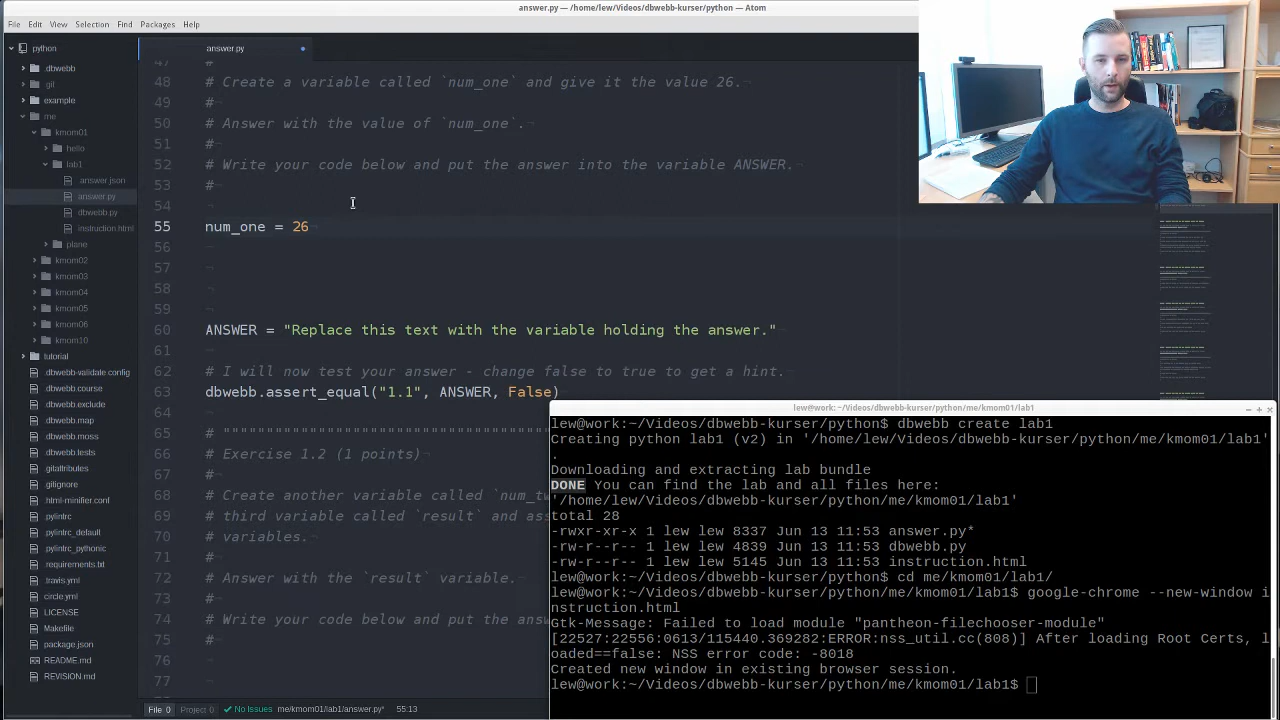 answer.py — /home/lew/Videos/dbwebb-kurser/python — Atom
File Edit View Selection Find Packages Help
python
.dbwebb
.git
example
me
kmom01
hello
lab1
.answer.json
answer.py
dbwebb.py
instruction.html
plane
kmom02
kmom03
kmom04
kmom05
kmom06
kmom10
tutorial
.dbwebb-validate.config
.dbwebb.course
.dbwebb.exclude
.dbwebb.map
.dbwebb.moss
.dbwebb.tests
.gitattributes
.gitignore
.html-minifier.conf
.pylintrc
.pylintrc_default
.pylintrc_pythonic
.requirements.txt
.travis.yml
circle.yml
LICENSE
Makefile
package.json
README.md
REVISION.md
answer.py
47 #
48 # Create a variable called `num_one` and give it the value 26.
49 #
50 # Answer with the value of `num_one`.
51 #
52 # Write your code below and put the answer into the variable ANSWER.
53 #
54
55 num_one = 26
56
57
58
59
60 ANSWER = "Replace this text with the variable holding the answer."
61
62 # I will now test your answer - change false to true to get a hint.
63 dbwebb.assert_equal("1.1", ANSWER, False)
64
65 # """""""""""""""""""""""""""""""""""""""
66 # Exercise 1.2 (1 points)
67 #
68 # Create another variable called `num_tw
69 # third variable called `result` and ass
70 # variables.
71 #
72 # Answer with the `result` variable.
73 #
74 # Write your code below and put the answ
75 #
76
77
File 0 Project 0 No Issues me/kmom01/lab1/answer.py* 55:13
lew@work: ~/Videos/dbwebb-kurser/python/me/kmom01/lab1
lew@work:~/Videos/dbwebb-kurser/python$ dbwebb create lab1
Creating python lab1 (v2) in '/home/lew/Videos/dbwebb-kurser/python/me/kmom01/lab1'
.
Downloading and extracting lab bundle
DONE You can find the lab and all files here:
'/home/lew/Videos/dbwebb-kurser/python/me/kmom01/lab1'
total 28
-rwxr-xr-x 1 lew lew 8337 Jun 13 11:53 answer.py*
-rw-r--r-- 1 lew lew 4839 Jun 13 11:53 dbwebb.py
-rw-r--r-- 1 lew lew 5145 Jun 13 11:53 instruction.html
lew@work:~/Videos/dbwebb-kurser/python$ cd me/kmom01/lab1/
lew@work:~/Videos/dbwebb-kurser/python/me/kmom01/lab1$ google-chrome --new-window i
nstruction.html
Gtk-Message: Failed to load module "pantheon-filechooser-module"
[22527:22556:0613/115440.369282:ERROR:nss_util.cc(808)] After loading Root Certs, l
oaded==false: NSS error code: -8018
Created new window in existing browser session.
lew@work:~/Videos/dbwebb-kurser/python/me/kmom01/lab1$